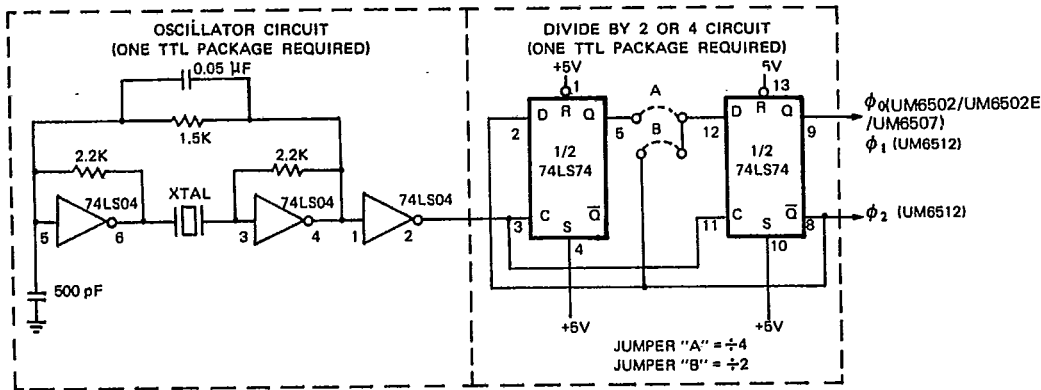 OSCILLATOR CIRCUIT
(ONE TTL PACKAGE REQUIRED)
0.05 μF
1.5K
2.2K
2.2K
74LS04
XTAL
74LS04
74LS04
5
6
3
4
1
2
500 pF
DIVIDE BY 2 OR 4 CIRCUIT
(ONE TTL PACKAGE REQUIRED)
+5V
1
D R Q
2
5
1/2
74LS74
C
S
Q̅
3
4
+5V
A
B
5V
13
D R Q
12
9
1/2
74LS74
C
S
Q̅
11
8
10
+5V
ϕ0(UM6502/UM6502E
/UM6507)
ϕ1 (UM6512)
ϕ2 (UM6512)
JUMPER "A" = ÷4
JUMPER "B" = ÷2